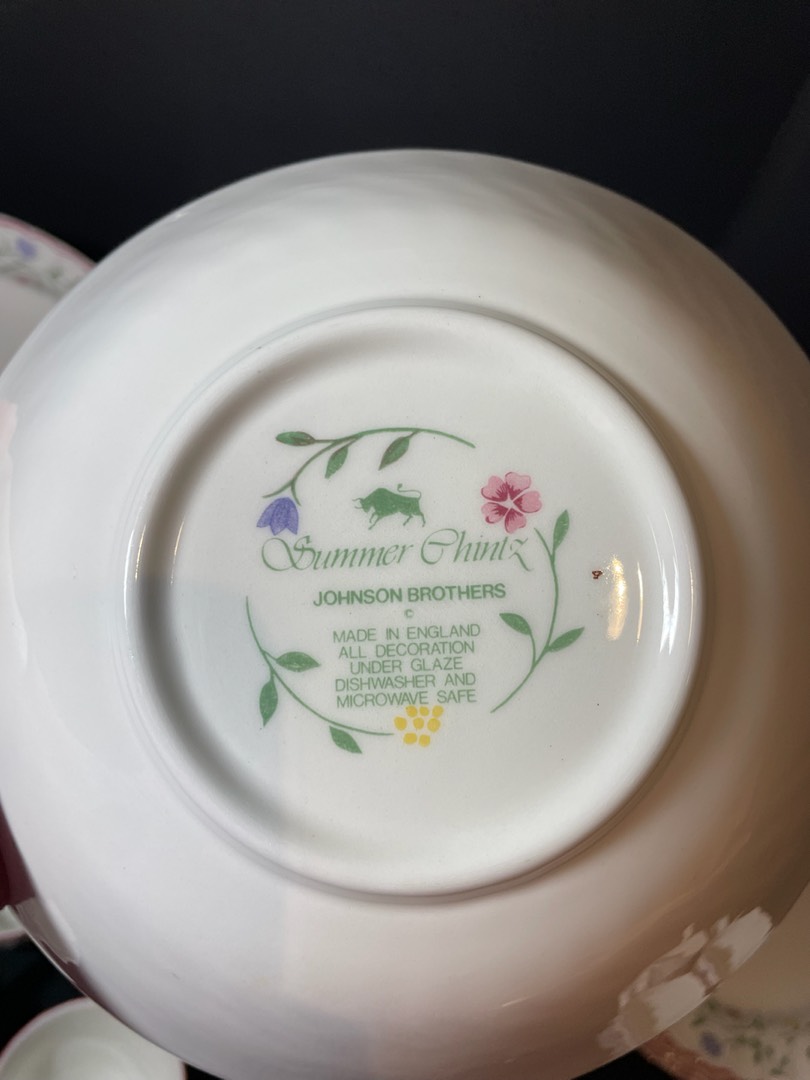 Summer Chintz
JOHNSON BROTHERS
©
MADE IN ENGLAND
ALL DECORATION
UNDER GLAZE
DISHWASHER AND
MICROWAVE SAFE